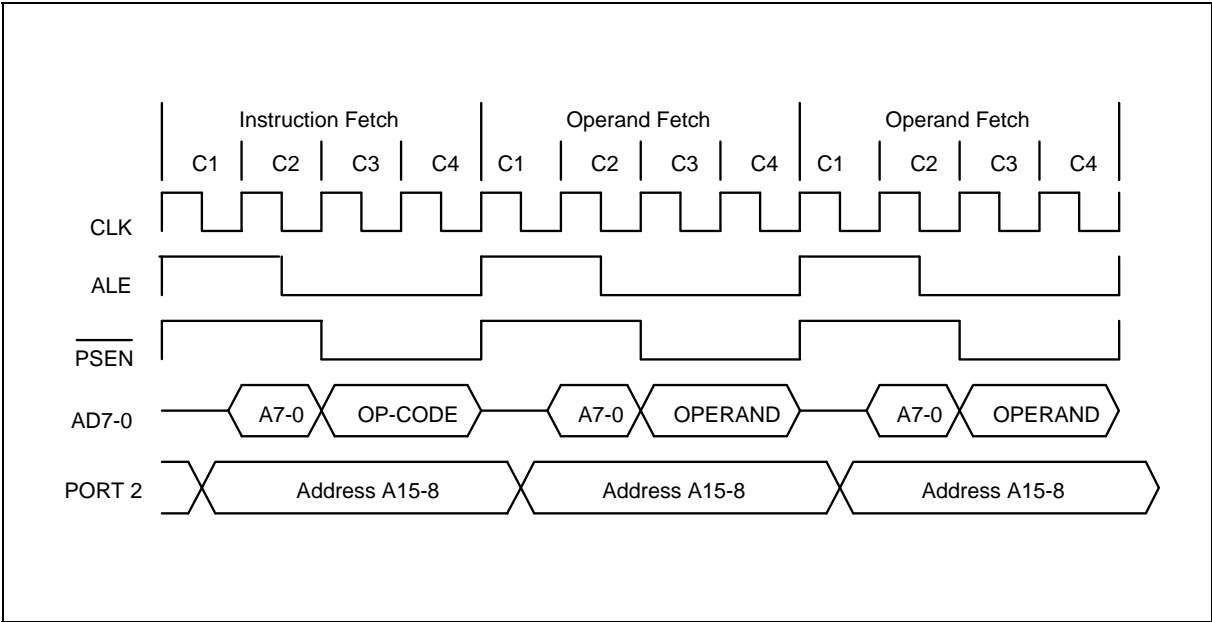 Instruction Fetch Operand Fetch Operand Fetch
C1 C2 C3 C4 C1 C2 C3 C4 C1 C2 C3 C4
CLK
ALE
PSEN
AD7-0 A7-0 OP-CODE A7-0 OPERAND A7-0 OPERAND
PORT 2 Address A15-8 Address A15-8 Address A15-8